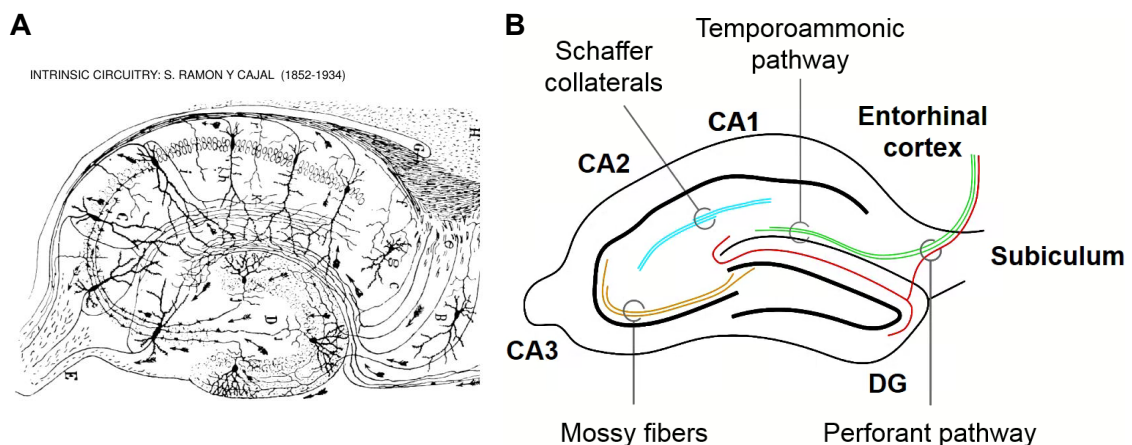 A
INTRINSIC CIRCUITRY: S. RAMON Y CAJAL (1852-1934)
B
Schaffer
collaterals
Temporoammonic
pathway
CA1
Entorhinal
cortex
CA2
Subiculum
CA3
DG
Mossy fibers
Perforant pathway